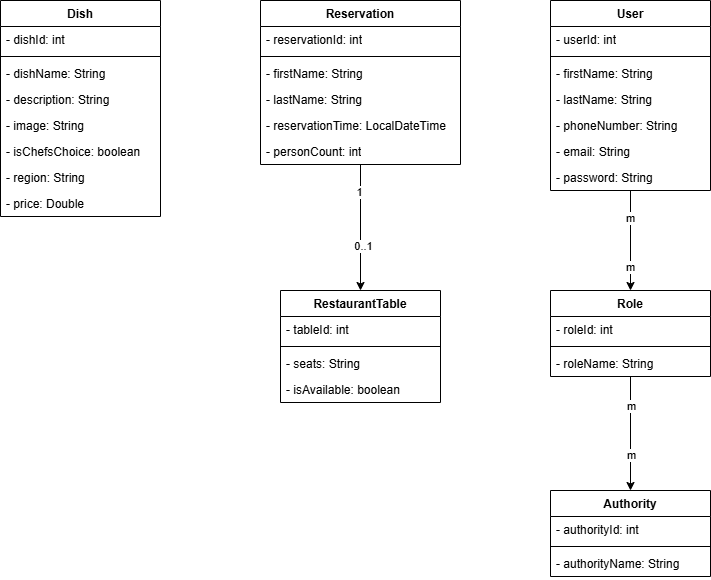 Dish
- dishId: int
- dishName: String
- description: String
- image: String
- isChefsChoice: boolean
- region: String
- price: Double
Reservation
- reservationId: int
- firstName: String
- lastName: String
- reservationTime: LocalDateTime
- personCount: int
1
0..1
RestaurantTable
- tableId: int
- seats: String
- isAvailable: boolean
User
- userId: int
- firstName: String
- lastName: String
- phoneNumber: String
- email: String
- password: String
m
m
Role
- roleId: int
- roleName: String
m
m
Authority
- authorityId: int
- authorityName: String